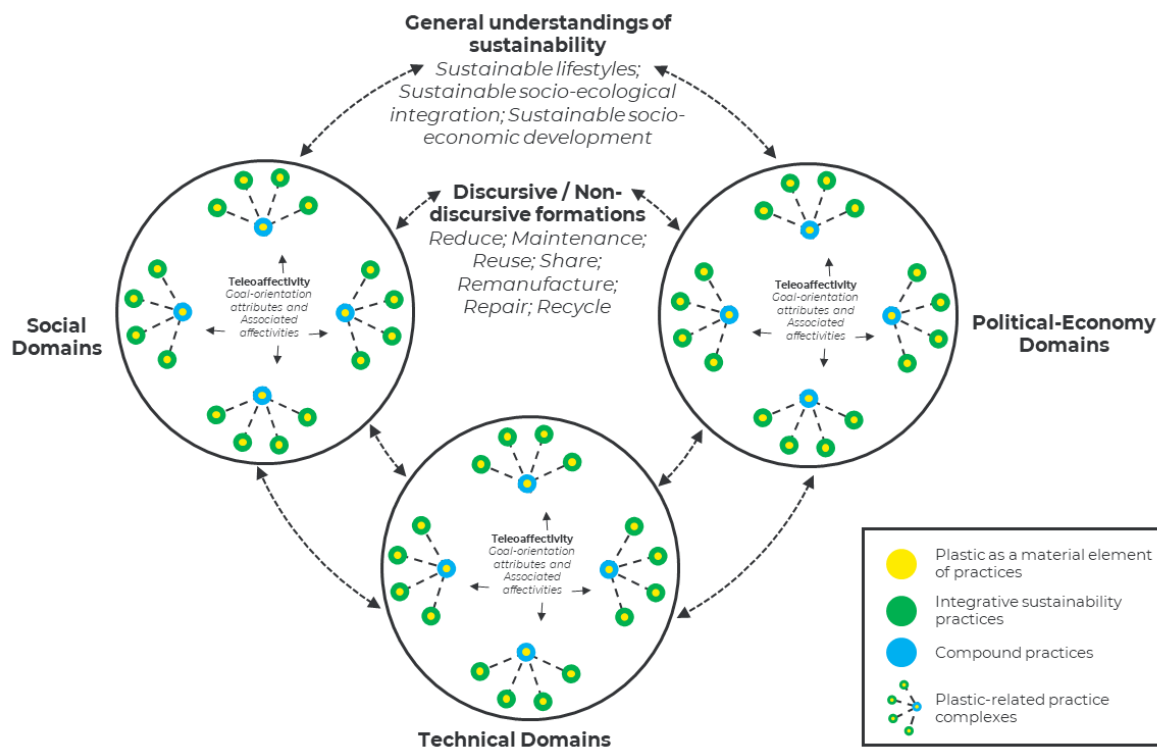 General understandings of
sustainability
Sustainable lifestyles;
Sustainable socio-ecological
integration; Sustainable socio-
economic development
Discursive / Non-
discursive formations
Reduce; Maintenance;
Reuse; Share;
Remanufacture;
Repair; Recycle
Social
Domains
Teleoaffectivity
Goal-orientation
attributes and
Associated
affectivities
Teleoaffectivity
Goal-orientation
attributes and
Associated
affectivities
Political-Economy
Domains
Teleoaffectivity
Goal-orientation
attributes and
Associated
affectivities
Technical Domains
Plastic as a material element
of practices
Integrative sustainability
practices
Compound practices
Plastic-related practice
complexes